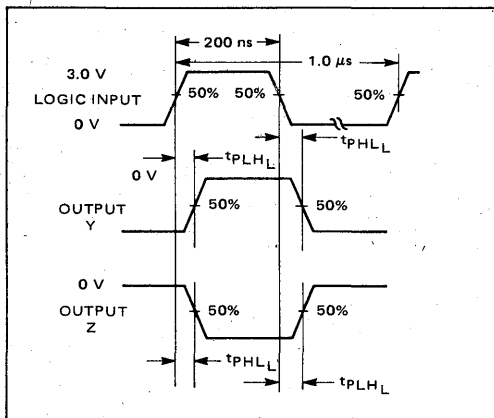 200 ns
1.0 µs
3.0 V
LOGIC INPUT
0 V
50%
50%
50%
tPLHL
tPHLL
0 V
OUTPUT
Y
50%
50%
0 V
OUTPUT
Z
50%
50%
tPLHL
tPHLL